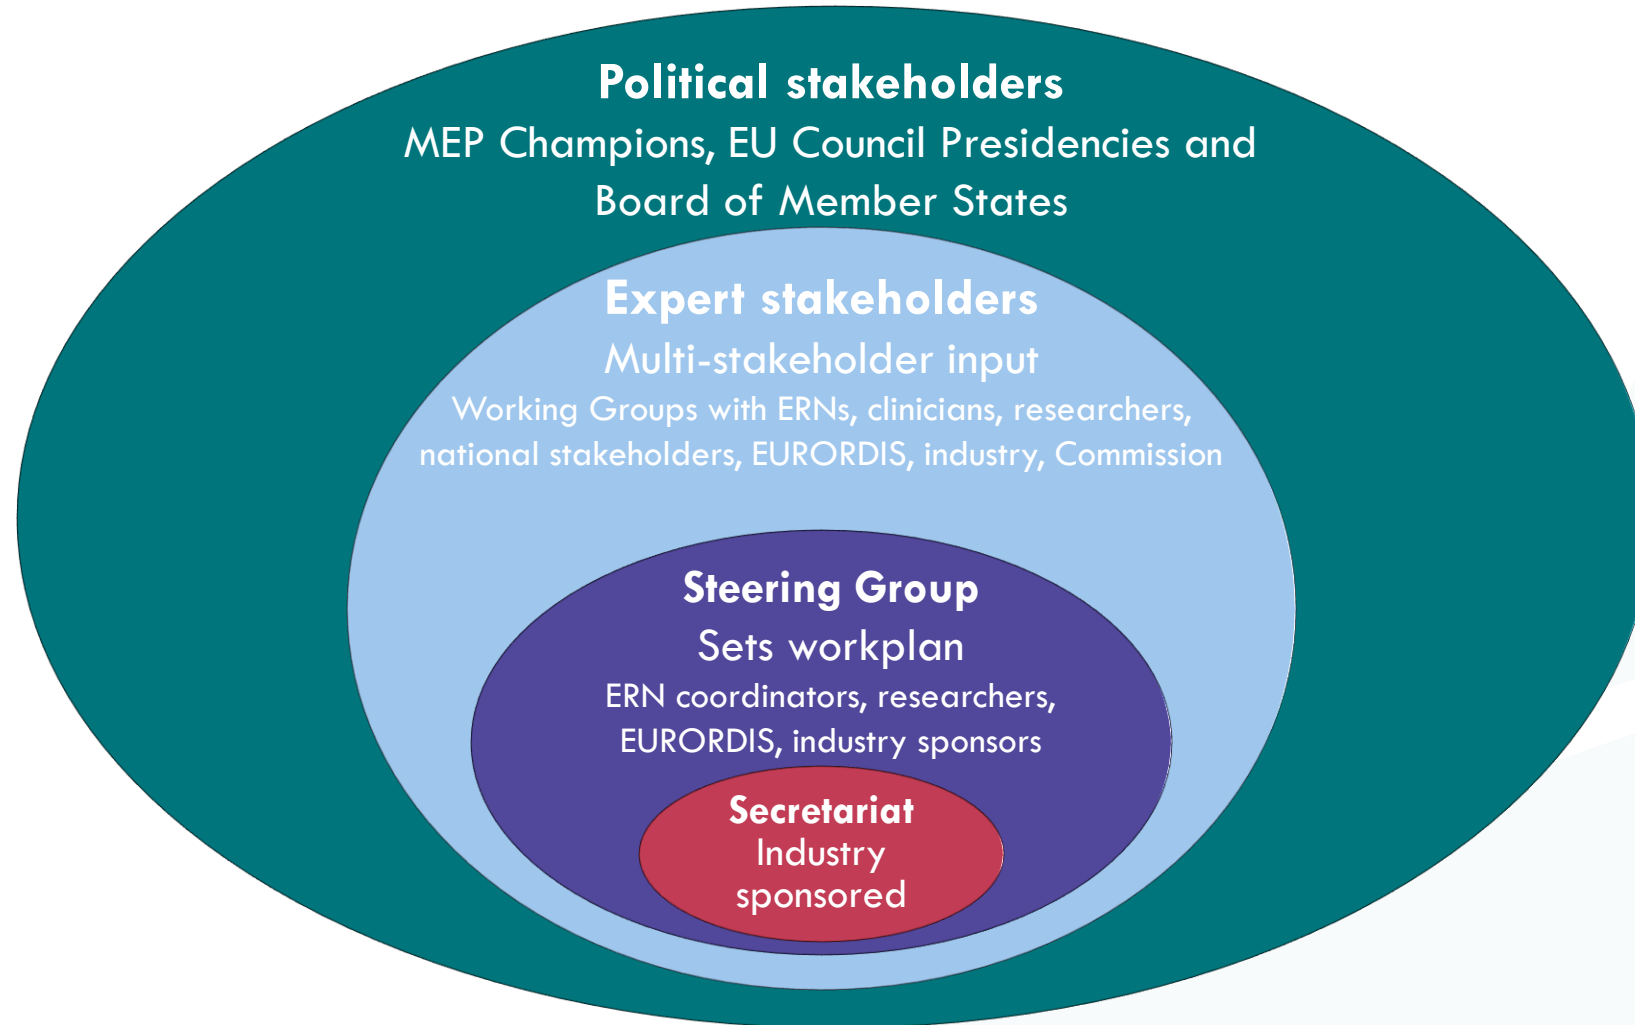 Political stakeholders
MEP Champions, EU Council Presidencies and
Board of Member States
Expert stakeholders
Multi-stakeholder input
Working Groups with ERNs, clinicians, researchers,
national stakeholders, EURORDIS, industry, Commission
Steering Group
Sets workplan
ERN coordinators, researchers,
EURORDIS, industry sponsors
Secretariat
Industry
sponsored